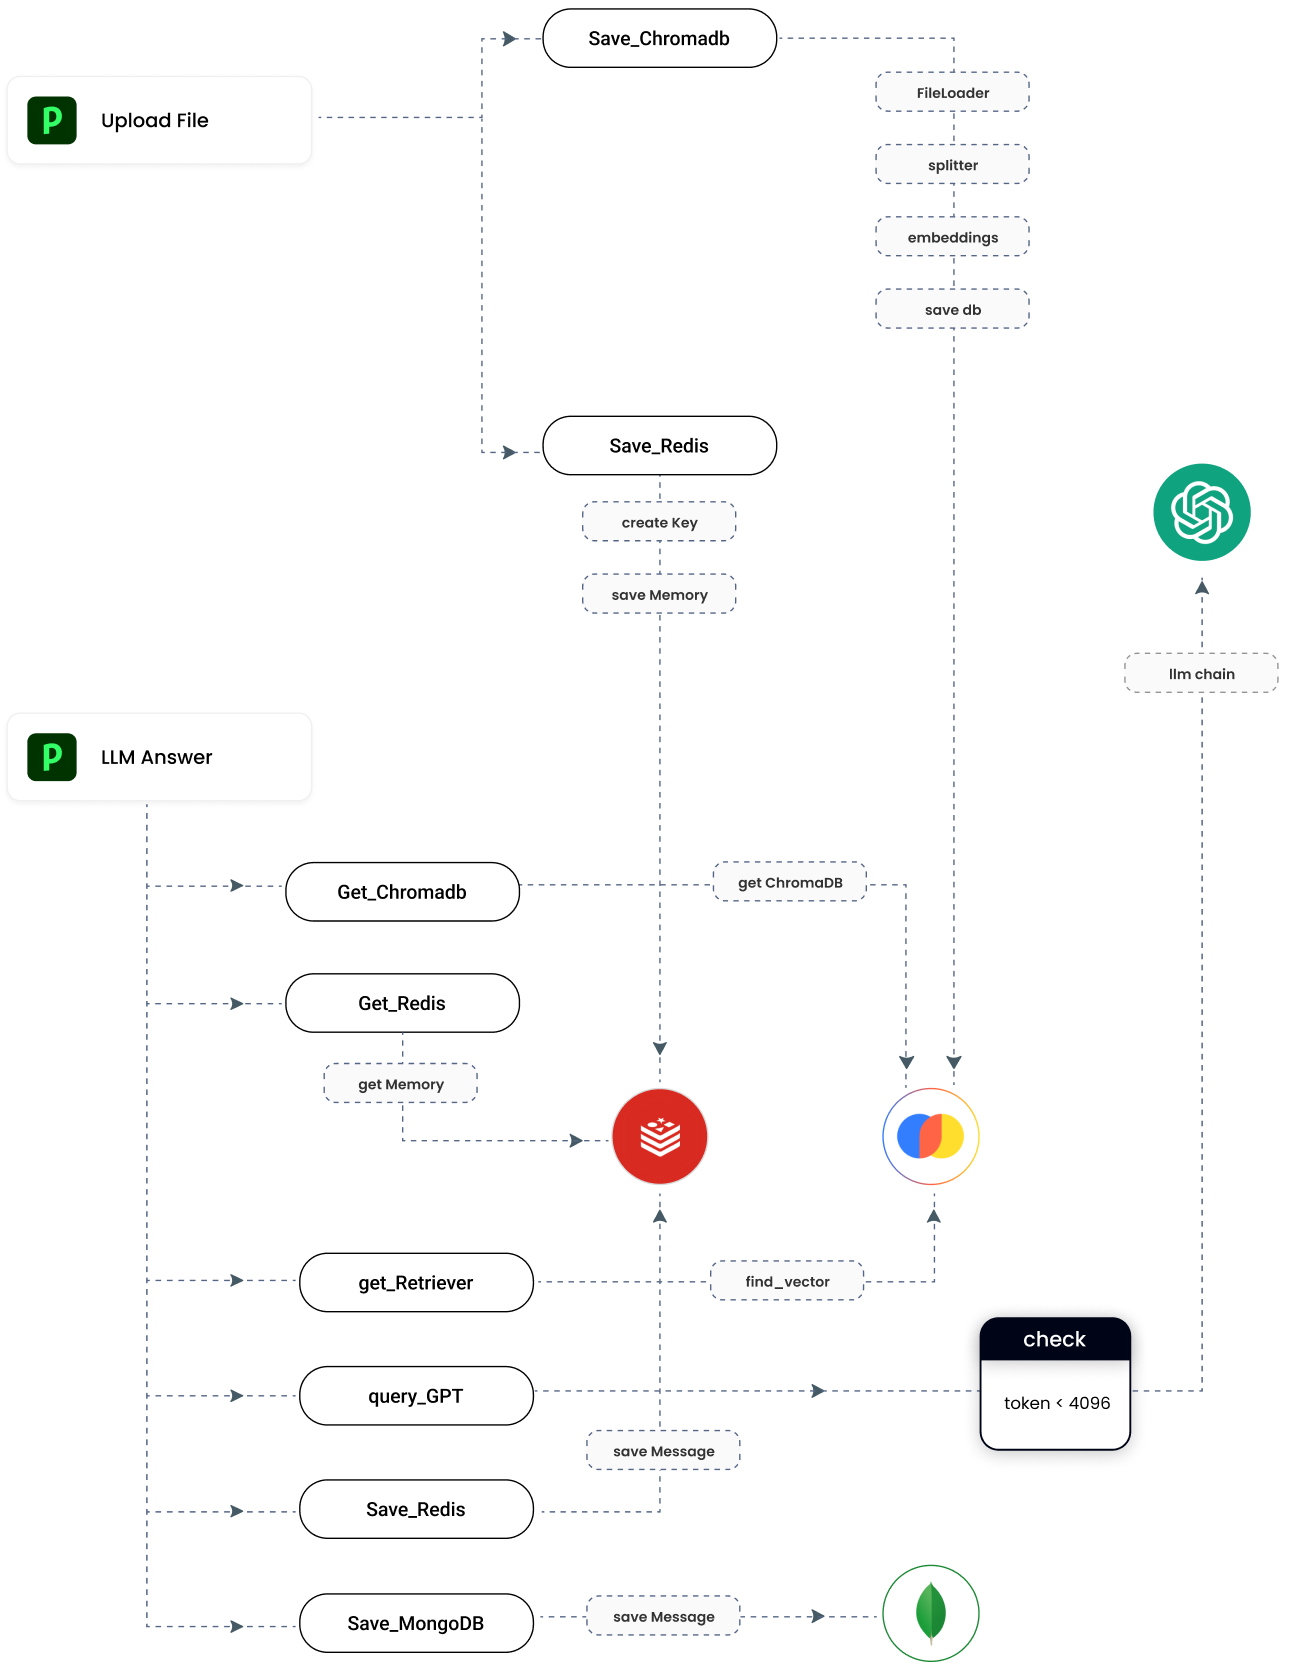 Save_Chromadb
FileLoader
Upload File
splitter
embeddings
save db
Save_Redis
create Key
save Memory
llm chain
LLM Answer
Get_Chromadb
get ChromaDB
Get_Redis
get Memory
get_Retriever
find_vector
check
query_GPT
token < 4096
save Message
Save_Redis
Save_MongoDB
save Message